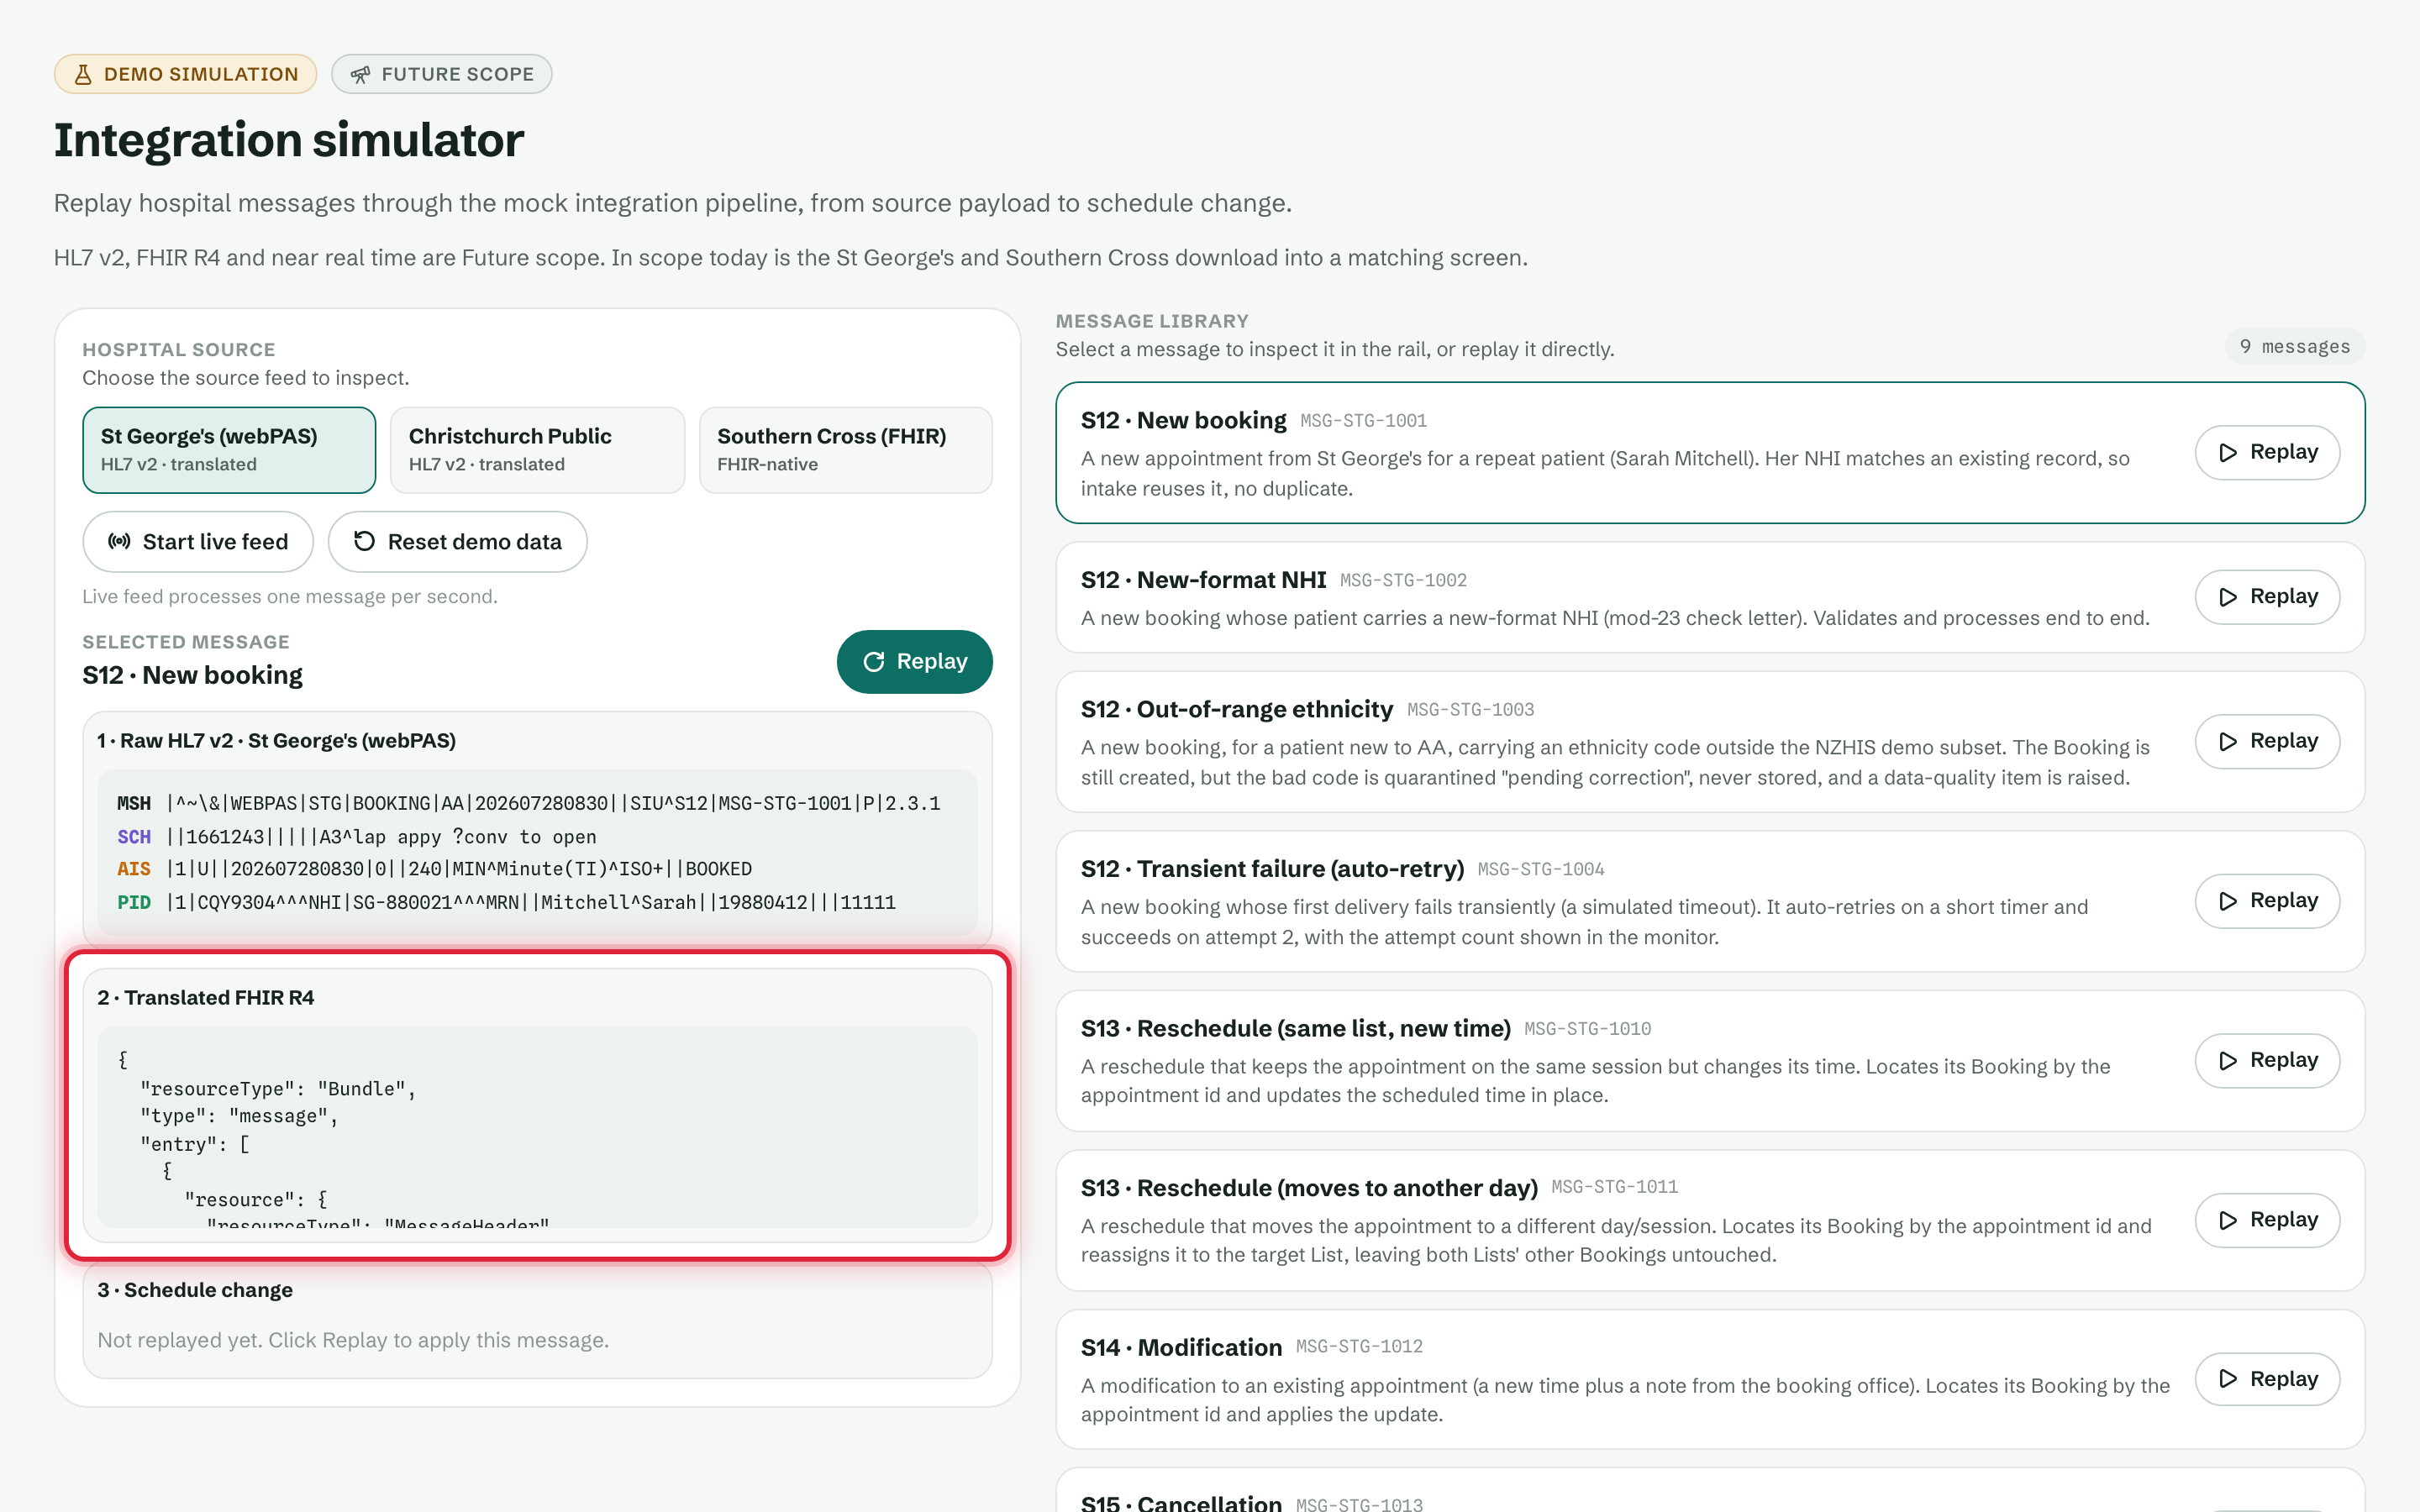 DEMO SIMULATION
FUTURE SCOPE
Integration simulator
Replay hospital messages through the mock integration pipeline, from source payload to schedule change.
HL7 v2, FHIR R4 and near real time are Future scope. In scope today is the St George's and Southern Cross download into a matching screen.
HOSPITAL SOURCE
Choose the source feed to inspect.
St George's (webPAS)
HL7 v2 · translated
Christchurch Public
HL7 v2 · translated
Southern Cross (FHIR)
FHIR-native
Start live feed
Reset demo data
Live feed processes one message per second.
SELECTED MESSAGE
S12 · New booking
Replay
1 · Raw HL7 v2 · St George's (webPAS)
MSH |^~\&|WEBPAS|STG|BOOKING|AA|202607280830||SIU^S12|MSG-STG-1001|P|2.3.1
SCH ||1661243|||||A3^lap appy ?conv to open
AIS |1|U||202607280830|0||240|MIN^Minute(TI)^ISO+||BOOKED
PID |1|CQY9304^^^NHI|SG-880021^^^MRN||Mitchell^Sarah||19880412|||11111
2 · Translated FHIR R4
{
"resourceType": "Bundle",
"type": "message",
"entry": [
{
"resource": {
"resourceType": "MessageHeader"
3 · Schedule change
Not replayed yet. Click Replay to apply this message.
MESSAGE LIBRARY
Select a message to inspect it in the rail, or replay it directly.
9 messages
S12 · New booking MSG-STG-1001
A new appointment from St George's for a repeat patient (Sarah Mitchell). Her NHI matches an existing record, so
intake reuses it, no duplicate.
Replay
S12 · New-format NHI MSG-STG-1002
A new booking whose patient carries a new-format NHI (mod-23 check letter). Validates and processes end to end.
Replay
S12 · Out-of-range ethnicity MSG-STG-1003
A new booking, for a patient new to AA, carrying an ethnicity code outside the NZHIS demo subset. The Booking is
still created, but the bad code is quarantined "pending correction", never stored, and a data-quality item is raised.
Replay
S12 · Transient failure (auto-retry) MSG-STG-1004
A new booking whose first delivery fails transiently (a simulated timeout). It auto-retries on a short timer and
succeeds on attempt 2, with the attempt count shown in the monitor.
Replay
S13 · Reschedule (same list, new time) MSG-STG-1010
A reschedule that keeps the appointment on the same session but changes its time. Locates its Booking by the
appointment id and updates the scheduled time in place.
Replay
S13 · Reschedule (moves to another day) MSG-STG-1011
A reschedule that moves the appointment to a different day/session. Locates its Booking by the appointment id and
reassigns it to the target List, leaving both Lists' other Bookings untouched.
Replay
S14 · Modification MSG-STG-1012
A modification to an existing appointment (a new time plus a note from the booking office). Locates its Booking by the
appointment id and applies the update.
Replay
S15 · Cancellation MSG-STG-1013